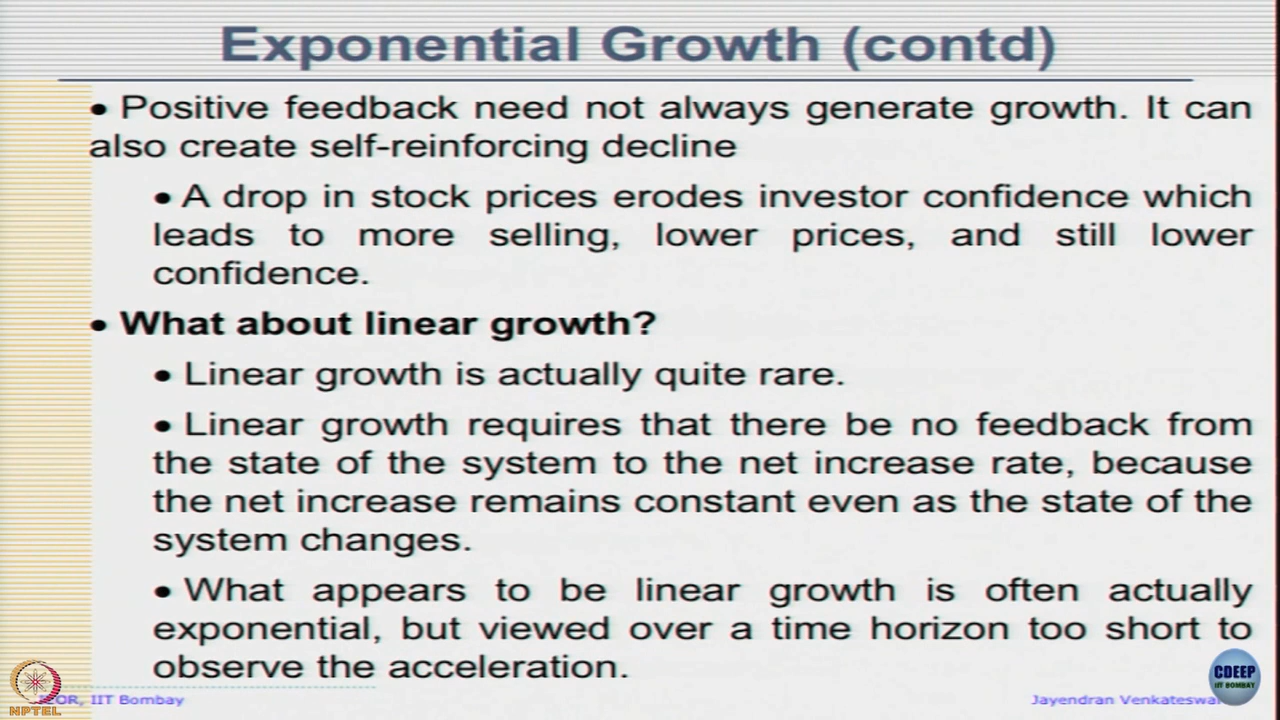 Exponential Growth (contd)
• Positive feedback need not always generate growth. It can
also create self-reinforcing decline
• A drop in stock prices erodes investor confidence which
leads to more selling, lower prices, and still lower
confidence.
• What about linear growth?
• Linear growth is actually quite rare.
• Linear growth requires that there be no feedback from
the state of the system to the net increase rate, because
the net increase remains constant even as the state of the
system changes.
• What appears to be linear growth is often actually
exponential, but viewed over a time horizon too short to
observe the acceleration.
CDEEP
IIT BOMBAY
OR, IIT Bombay
Jayendran
NPTEL